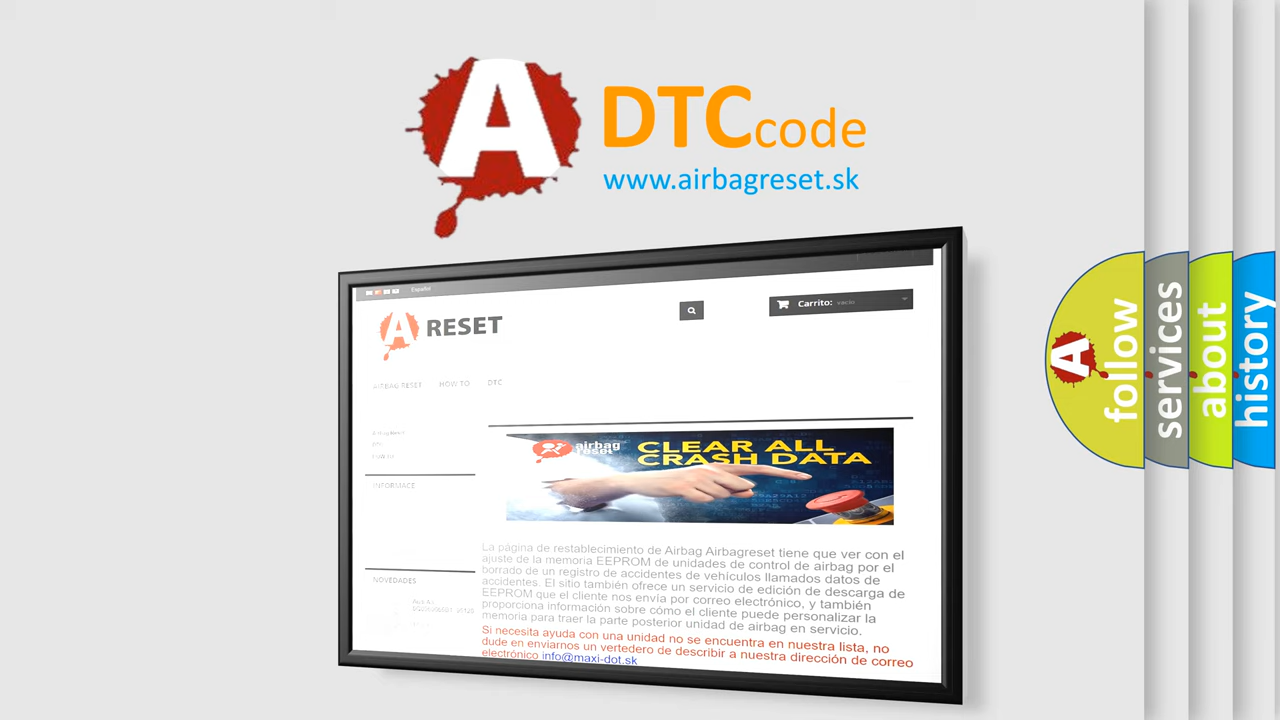 A
DTCcode
www.airbagreset.sk
Español
A RESET
Carrito: vacío
AIRBAG RESET HOW TO DTC
INFORMACE
NOVEDADES
airbag
reset
CLEAR ALL
CRASH DATA
La página de restablecimiento de Airbag Airbagreset tiene que ver con el
ajuste de la memoria EEPROM de unidades de control de airbag por el
borrado de un registro de accidentes de vehículos llamados datos de
accidentes. El sitio también ofrece un servicio de edición de descarga de
EEPROM que el cliente nos envía por correo electrónico, y también
proporciona información sobre cómo el cliente puede personalizar la
memoria para traer la parte posterior unidad de airbag en servicio.
Si necesita ayuda con una unidad no se encuentra en nuestra lista, no
dude en enviarnos un vertedero de describir a nuestra dirección de correo
electrónico info@maxi-dot.sk
A
follow
services
about
history